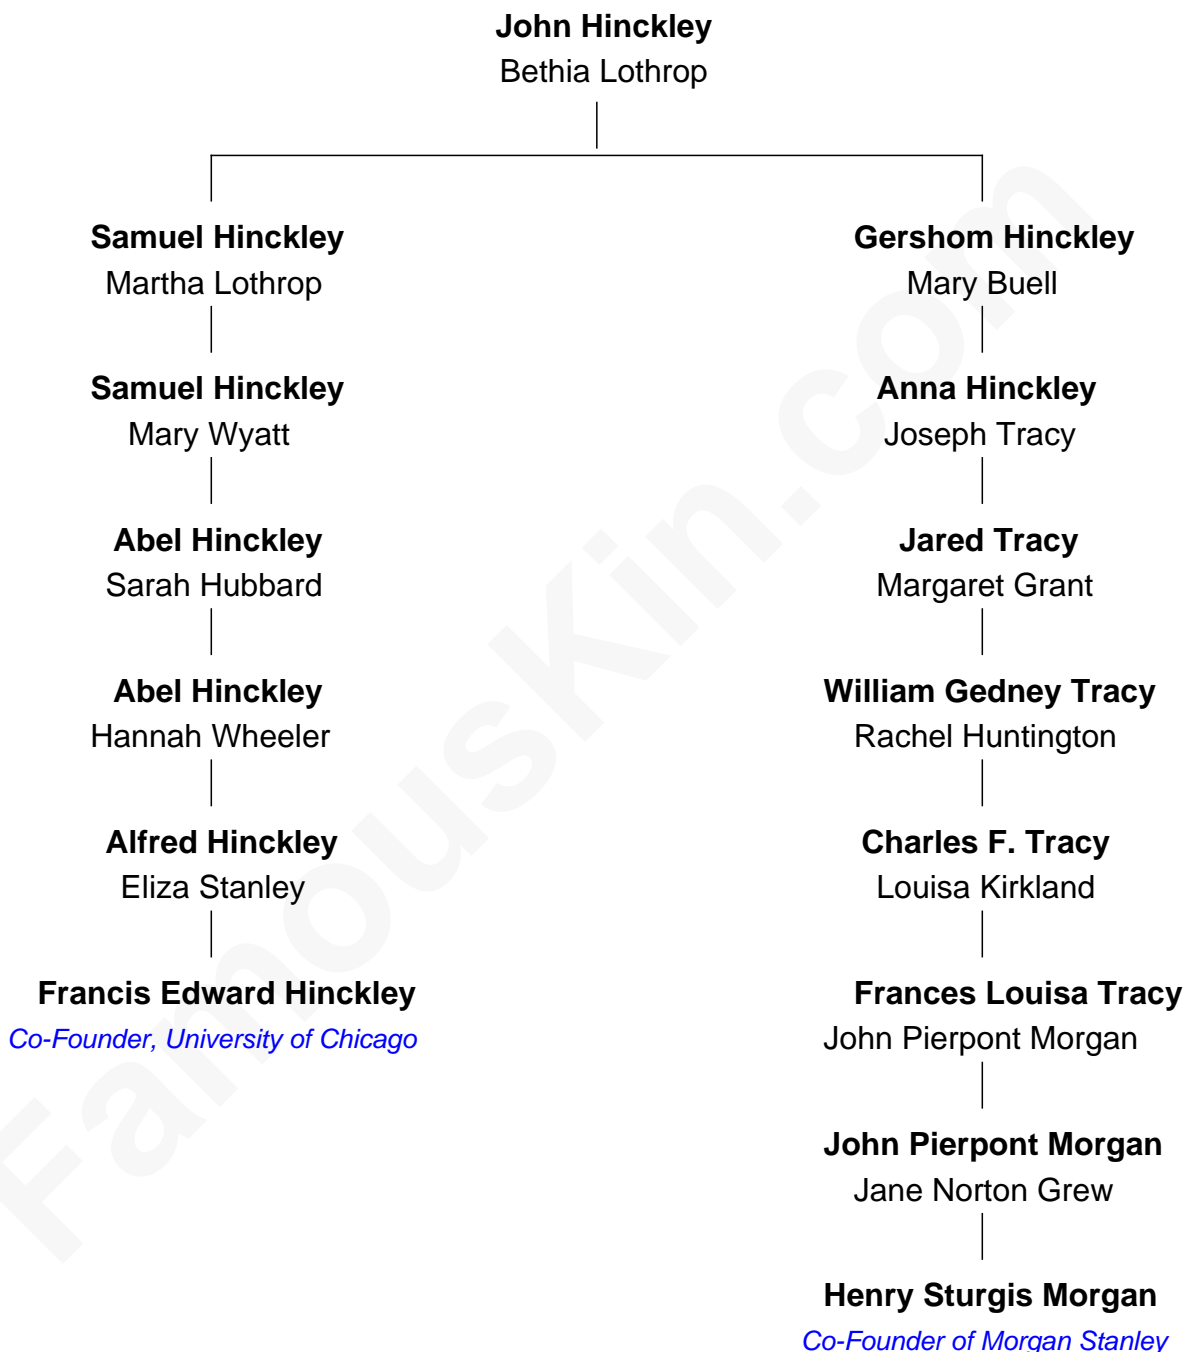 John Hinckley
Bethia Lothrop
Samuel Hinckley
Martha Lothrop
Samuel Hinckley
Mary Wyatt
Abel Hinckley
Sarah Hubbard
Abel Hinckley
Hannah Wheeler
Alfred Hinckley
Eliza Stanley
Francis Edward Hinckley
Co-Founder, University of Chicago
Gershom Hinckley
Mary Buell
Anna Hinckley
Joseph Tracy
Jared Tracy
Margaret Grant
William Gedney Tracy
Rachel Huntington
Charles F. Tracy
Louisa Kirkland
Frances Louisa Tracy
John Pierpont Morgan
John Pierpont Morgan
Jane Norton Grew
Henry Sturgis Morgan
Co-Founder of Morgan Stanley
FamousKin.com